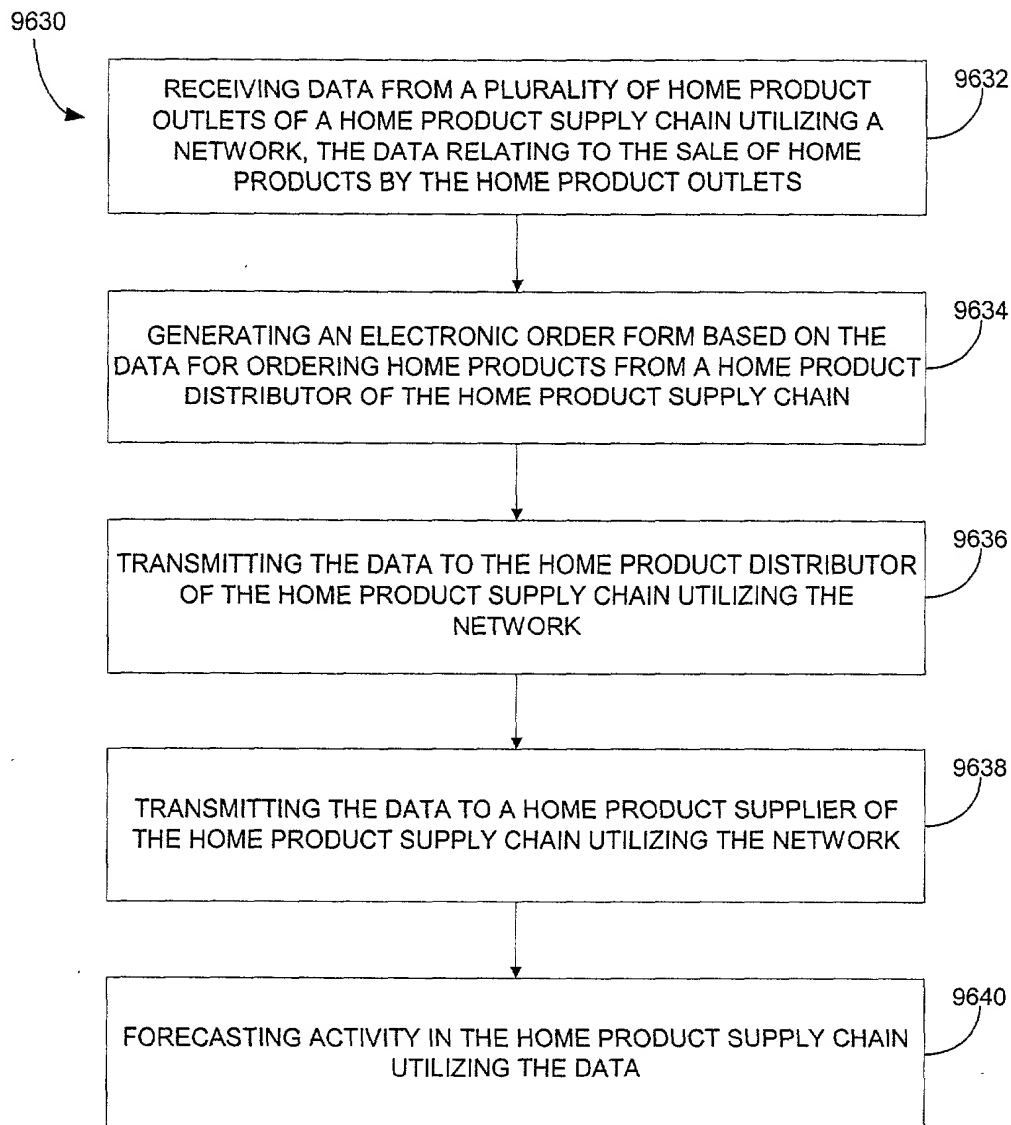 9630
9632
RECEIVING DATA FROM A PLURALITY OF HOME PRODUCT
OUTLETS OF A HOME PRODUCT SUPPLY CHAIN UTILIZING A
NETWORK, THE DATA RELATING TO THE SALE OF HOME
PRODUCTS BY THE HOME PRODUCT OUTLETS
9634
GENERATING AN ELECTRONIC ORDER FORM BASED ON THE
DATA FOR ORDERING HOME PRODUCTS FROM A HOME PRODUCT
DISTRIBUTOR OF THE HOME PRODUCT SUPPLY CHAIN
9636
TRANSMITTING THE DATA TO THE HOME PRODUCT DISTRIBUTOR
OF THE HOME PRODUCT SUPPLY CHAIN UTILIZING THE
NETWORK
9638
TRANSMITTING THE DATA TO A HOME PRODUCT SUPPLIER OF
THE HOME PRODUCT SUPPLY CHAIN UTILIZING THE NETWORK
9640
FORECASTING ACTIVITY IN THE HOME PRODUCT SUPPLY CHAIN
UTILIZING THE DATA